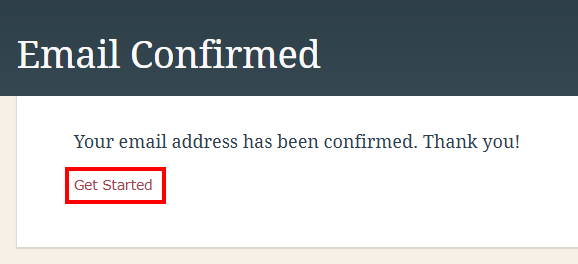 Email Confirmed
Your email address has been confirmed. Thank you!
Get Started